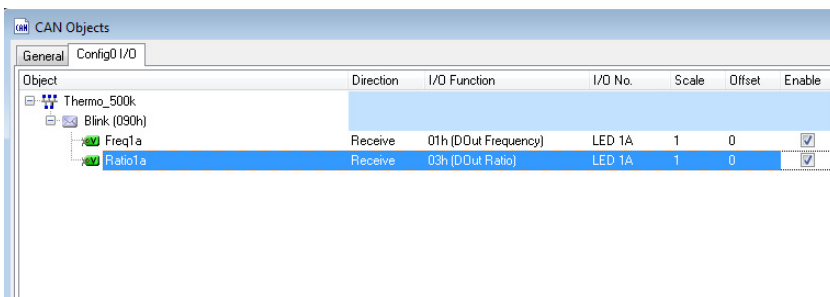 CAN CAN Objects
General Config0 I/O
Object Direction I/O Function I/O No. Scale Offset Enable
Thermo_500k
Blink (090h)
Freq1a Receive 01h (DOut Frequency) LED 1A 1 0
Ratio1a Receive 03h (DOut Ratio) LED 1A 1 0